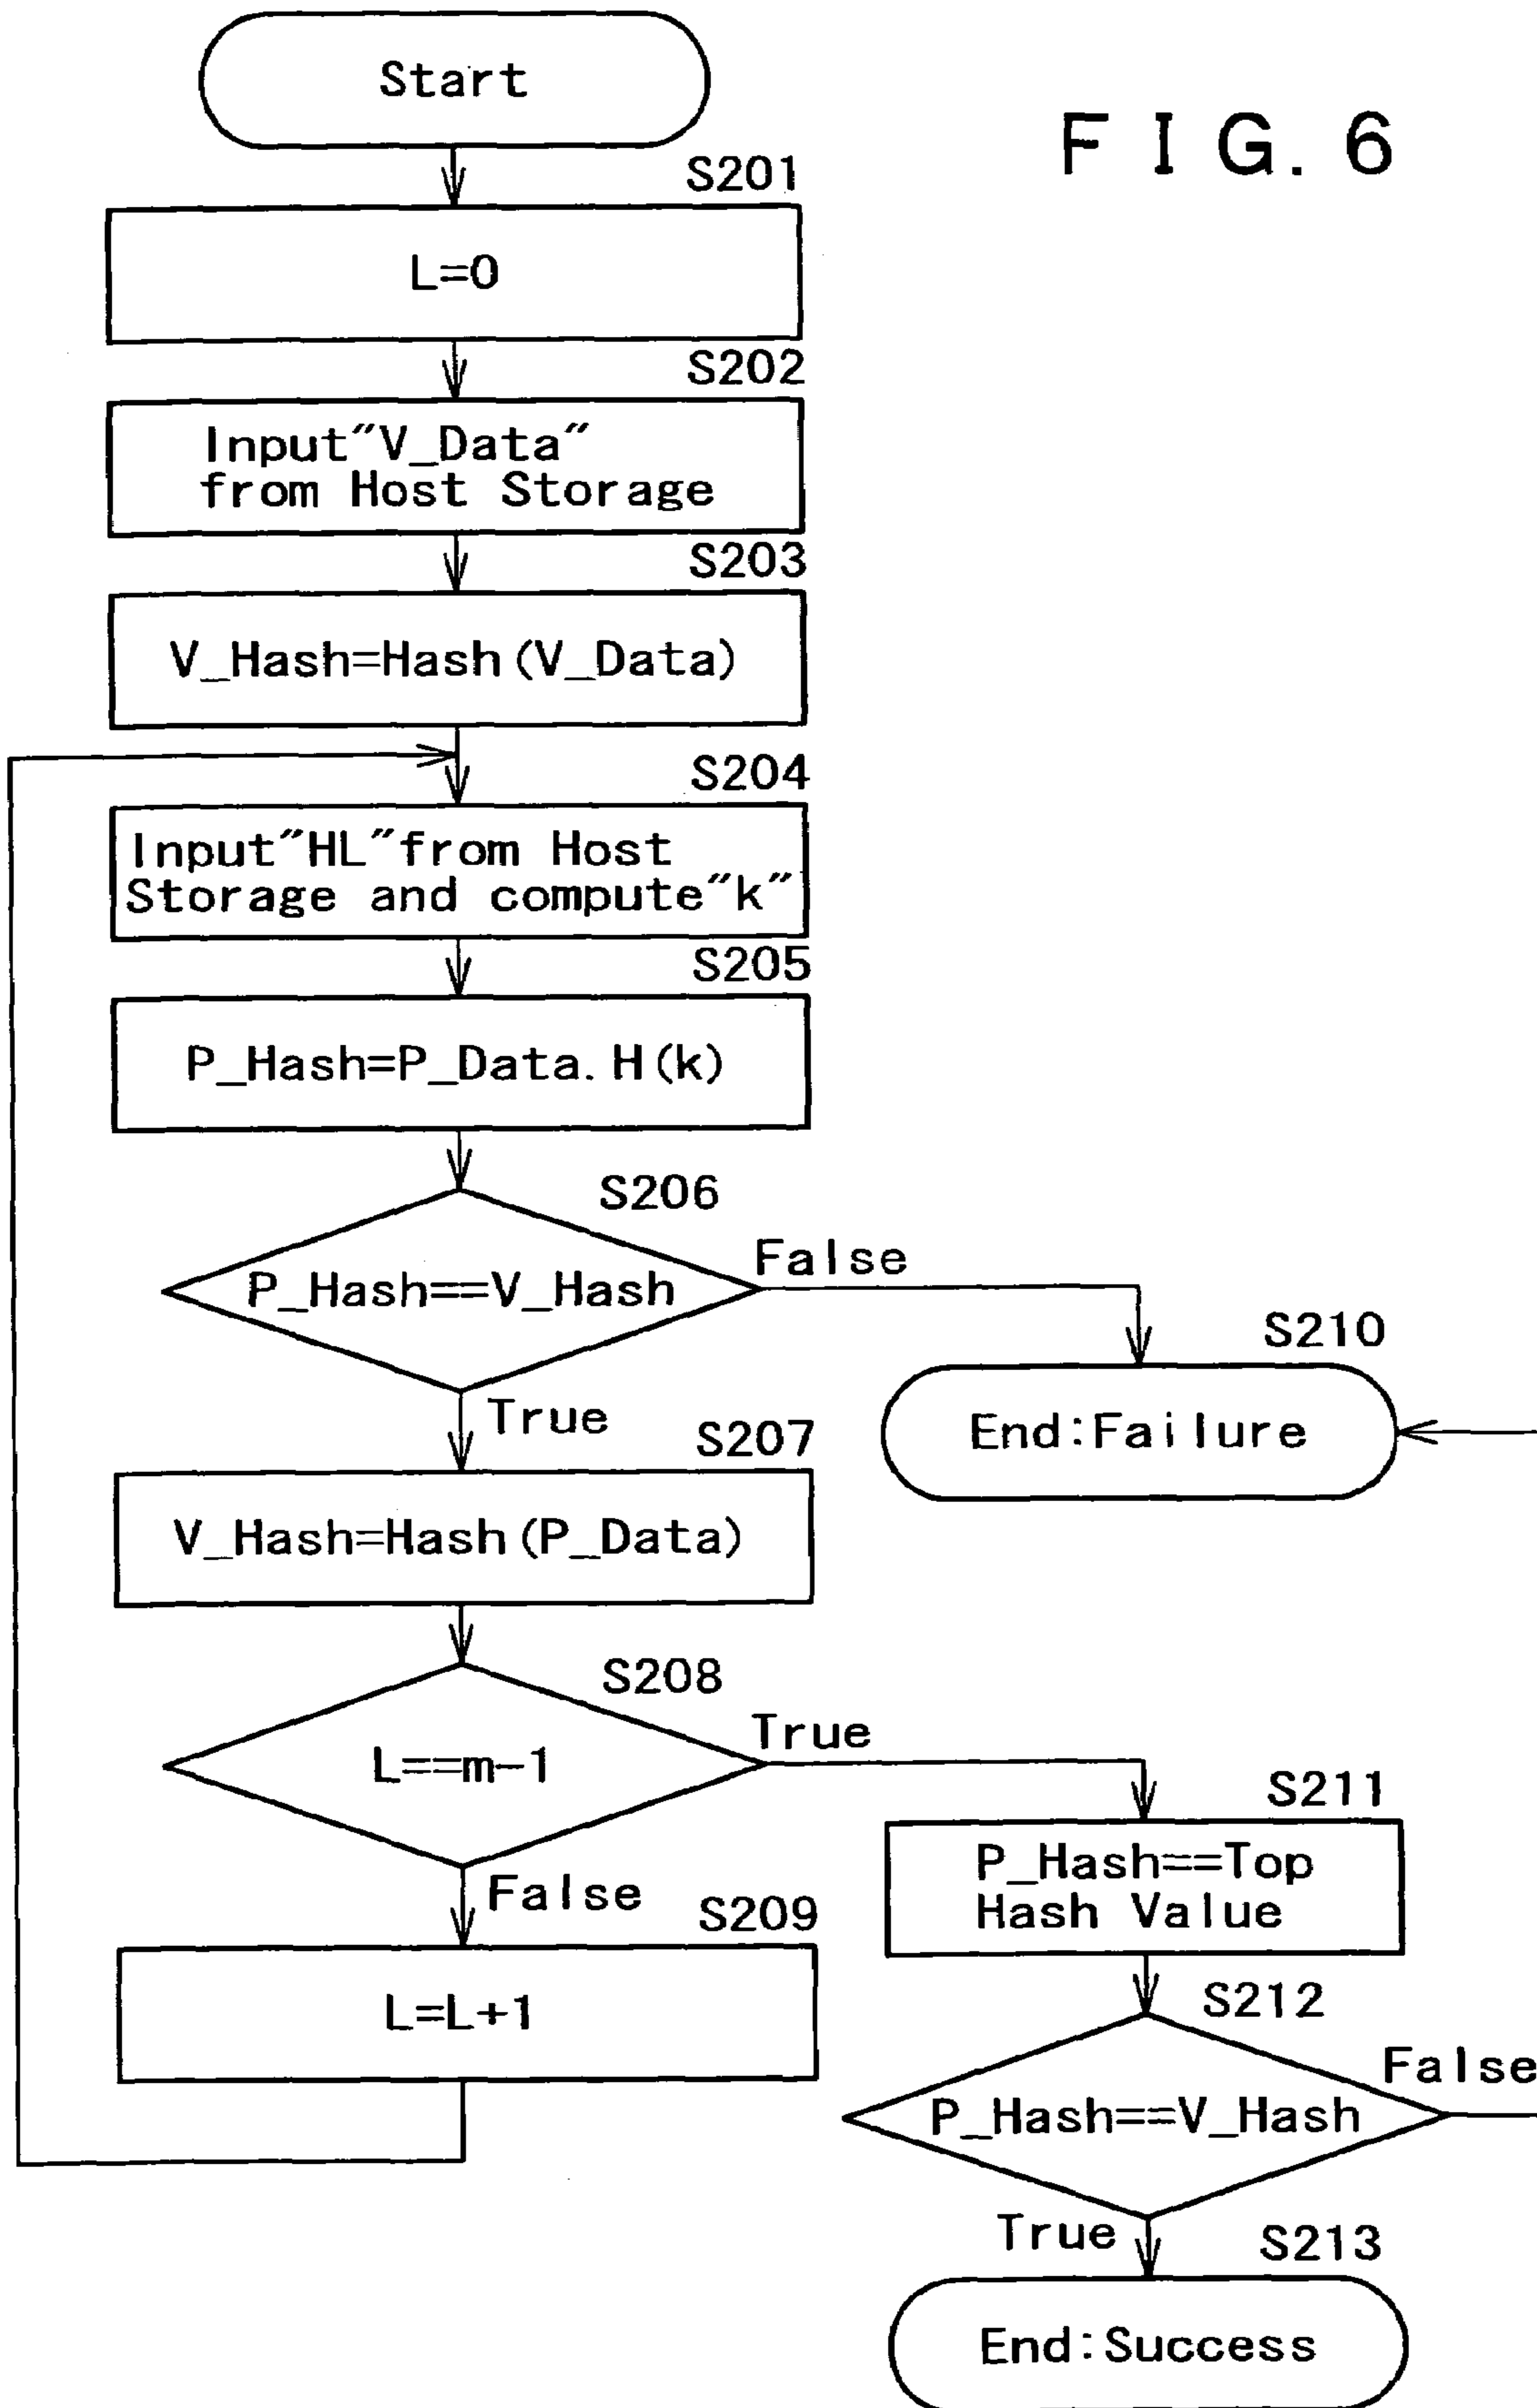 Start
FIG. 6
S201
L=0
S202
Input"V_Data"
from Host Storage
S203
V_Hash=Hash(V_Data)
S204
Input"HL"from Host
Storage and compute"k"
S205
P_Hash=P_Data.H(k)
S206
P_Hash==V_Hash
False
S210
End:Failure
True
S207
V_Hash=Hash(P_Data)
S208
L==m-1
True
S211
P_Hash==Top
Hash Value
False
S209
L=L+1
S212
P_Hash==V_Hash
False
True
S213
End:Success